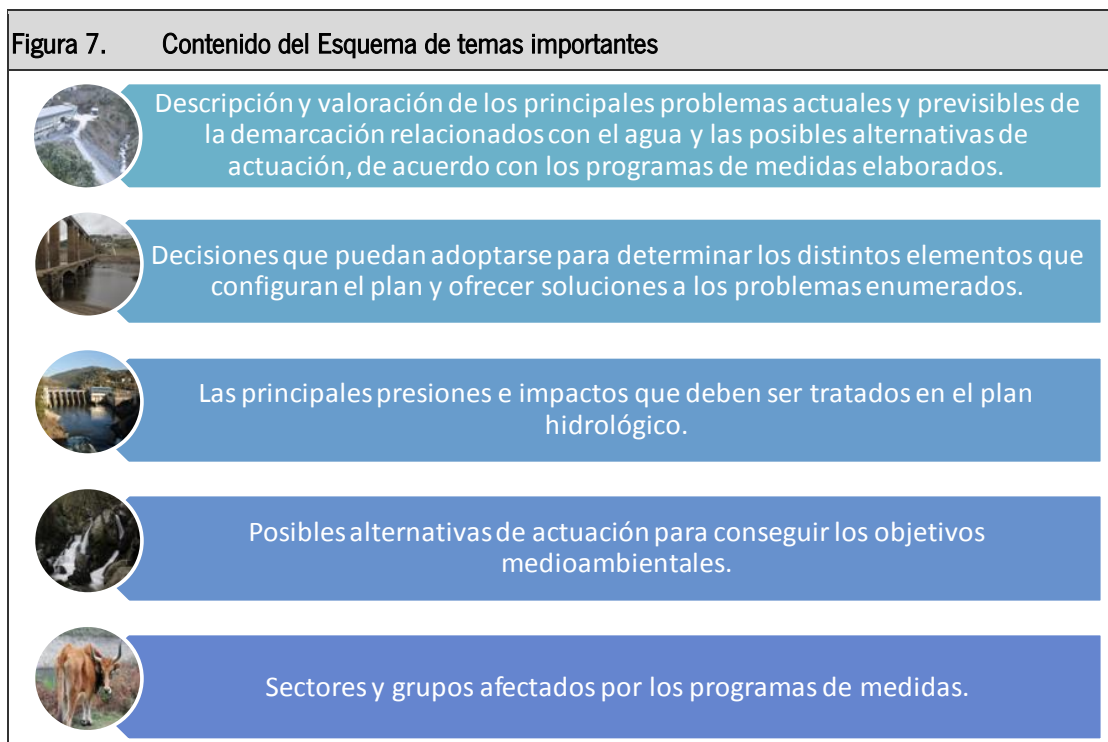 Figura 7. Contenido del Esquema de temas importantes
Descripción y valoración de los principales problemas actuales y previsibles de
la demarcación relacionados con el agua y las posibles alternativas de
actuación, de acuerdo con los programas de medidas elaborados.
Decisiones que puedan adoptarse para determinar los distintos elementos que
configuran el plan y ofrecer soluciones a los problemas enumerados.
Las principales presiones e impactos que deben ser tratados en el plan
hidrológico.
Posibles alternativas de actuación para conseguir los objetivos
medioambientales.
Sectores y grupos afectados por los programas de medidas.